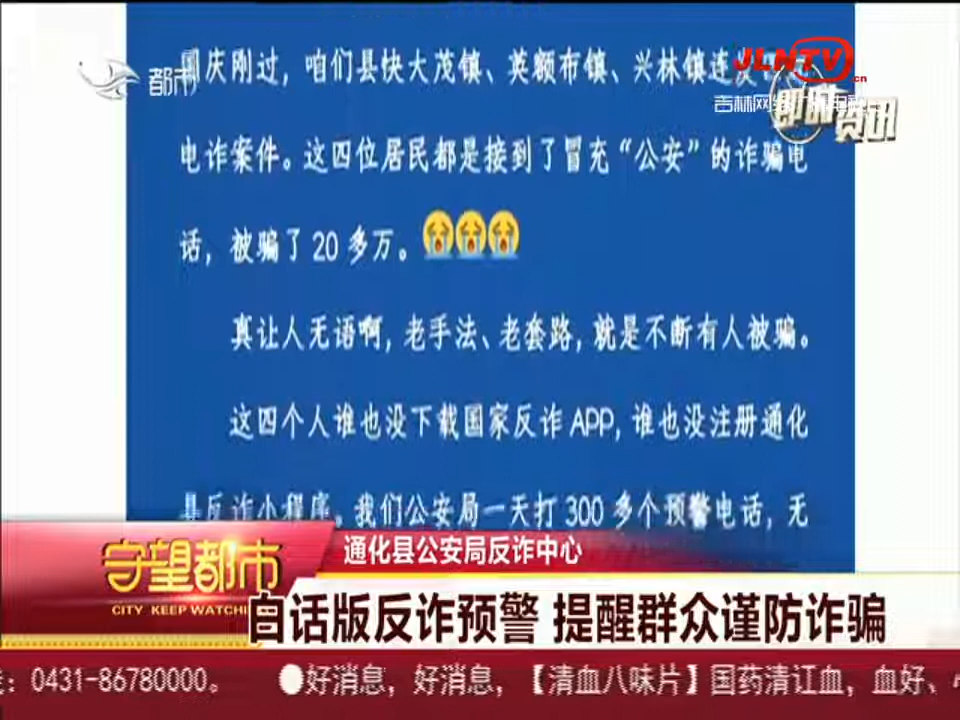 国庆刚过，咱们县快大茂镇、英额布镇、兴林镇连发
电诈案件。这四位居民都是接到了冒充“公安”的诈骗电
话，被骗了20多万。😭😭😭
真让人无语啊，老手法、老套路，就是不断有人被骗。
这四个人谁也没下载国家反诈APP，谁也没注册通化
县反诈小程序。我们公安局一天打300多个预警电话，无
都市
JLNTV.cn
吉林网络广播电视
即时资讯
守望都市
CITY KEEP WATCHI
通化县公安局反诈中心
白话版反诈预警 提醒群众谨防诈骗
：0431-86780000。 ●好消息，好消息，【清血八味片】国药清讧血，血好、